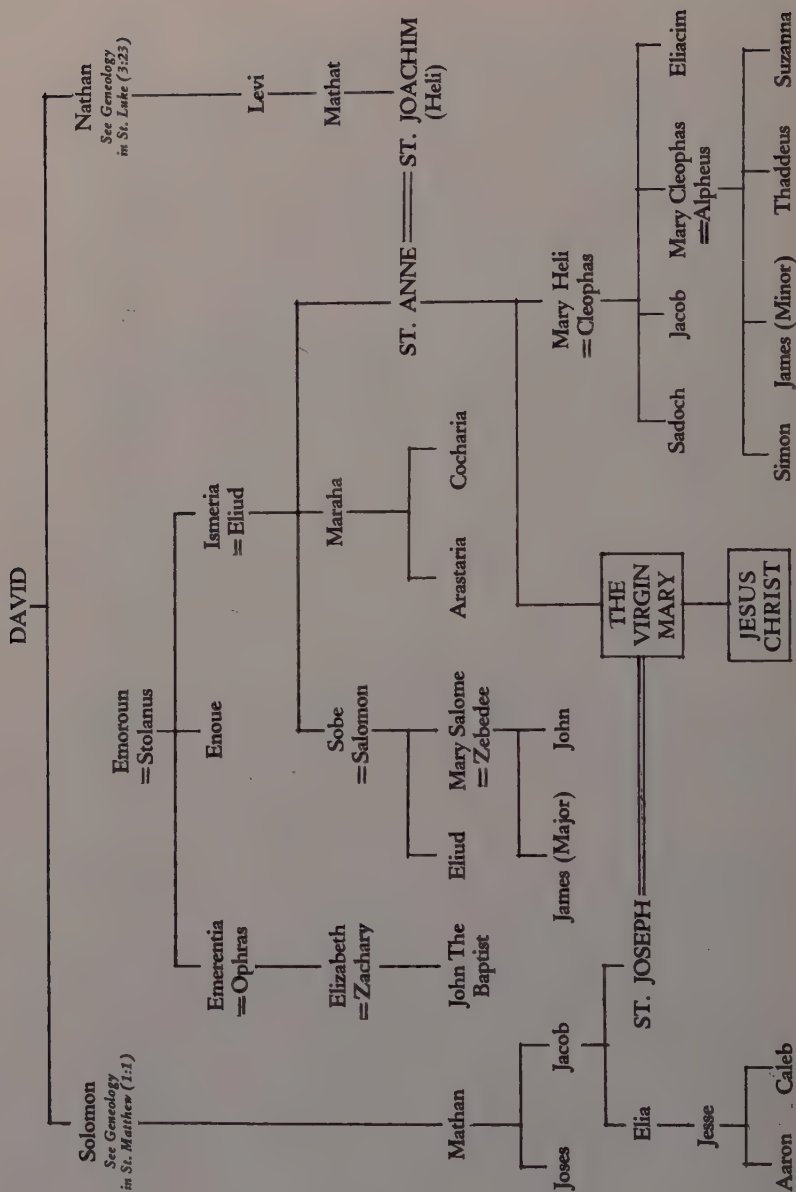 DAVID
Solomon
See Geneology
in St. Matthew (1:1)
Nathan
See Geneology
in St. Luke (3:23)
Emoroun
=Stolanus
Emerentia
=Ophras
Enoue
Ismeria
=Eliud
Levi
Mathat
Elizabeth
=Zachary
John The
Baptist
Sobe
=Salomon
Maraha
ST. ANNE
ST. JOACHIM
(Heli)
Eliud
Mary Salome
=Zebedee
Arastaria
Cocharia
James (Major)
John
Mathan
Joses
Jacob
Elia
ST. JOSEPH
THE
VIRGIN
MARY
Mary Heli
=Cleophas
Jesse
Aaron
Caleb
JESUS
CHRIST
Sadoch
Jacob
Mary Cleophas
=Alpheus
Eliacim
Simon
James (Minor)
Thaddeus
Suzanna